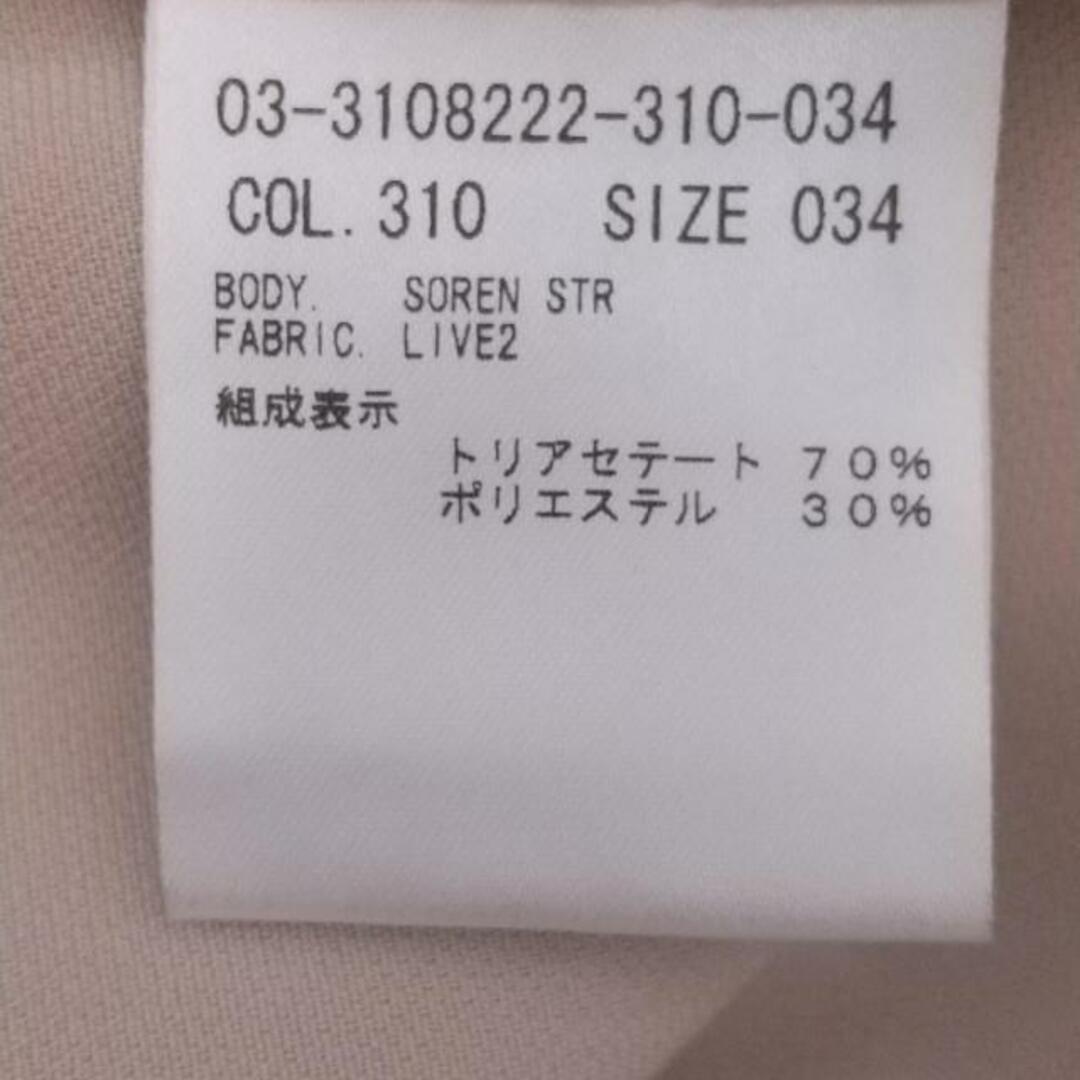 03-3108222-310-034
COL. 310 SIZE 034
BODY. SOREN STR
FABRIC. LIVE2
組成表示
トリアセテート ７０％
ポリエステル ３０％